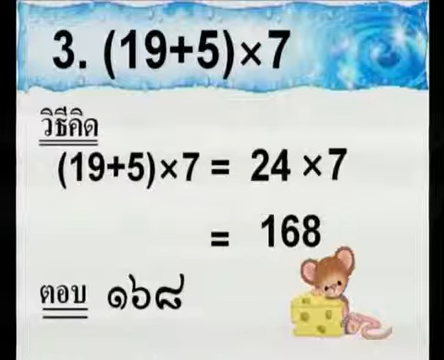 3. (19+5)×7
วิธีคิด
(19+5)×7 = 24 ×7
= 168
ตอบ ๑๖๘